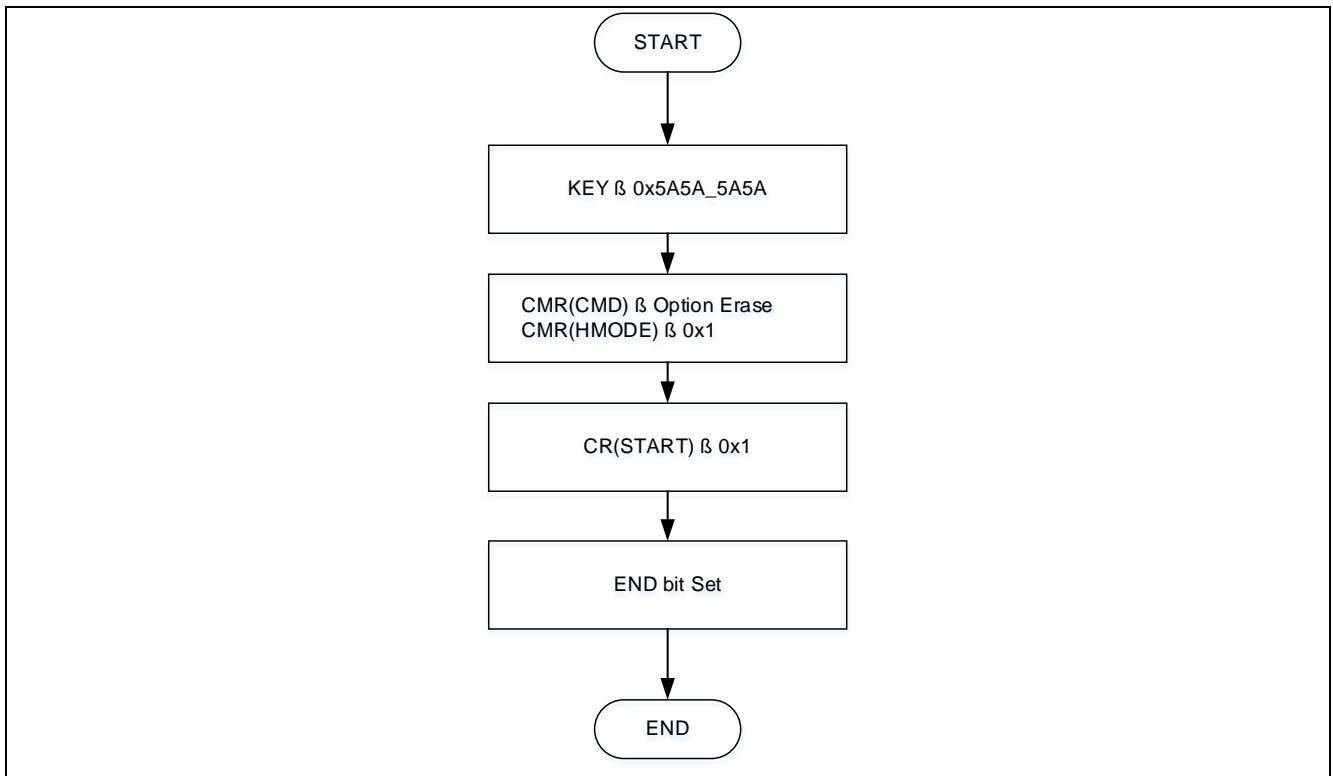 START
KEY ß 0x5A5A_5A5A
CMR(CMD) ß Option Erase
CMR(HMODE) ß 0x1
CR(START) ß 0x1
END bit Set
END